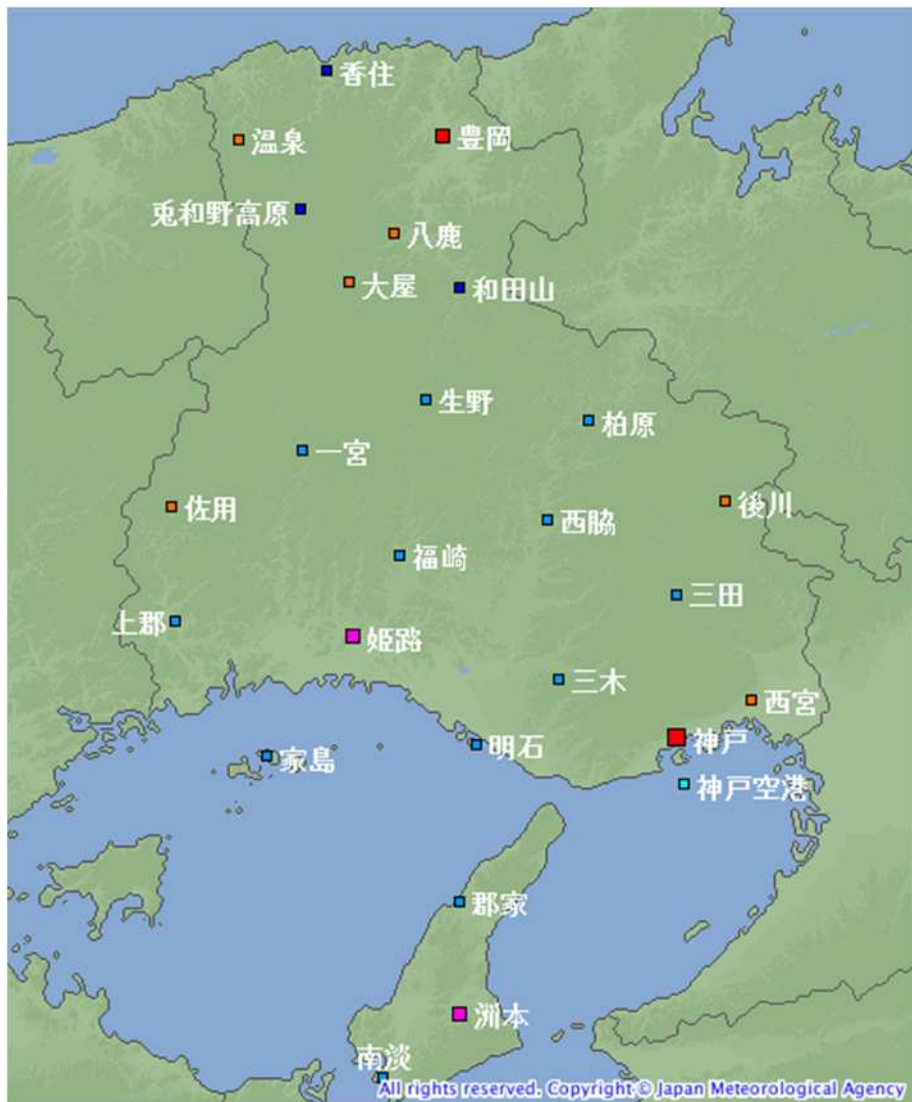 香住
温泉
豊岡
兎和野高原
八鹿
大屋
和田山
生野
柏原
一宮
佐用
後川
西脇
福崎
三田
上郡
姫路
三木
西宮
神戸
明石
家島
神戸空港
郡家
洲本
南淡
All rights reserved. Copyright © Japan Meteorological Agency